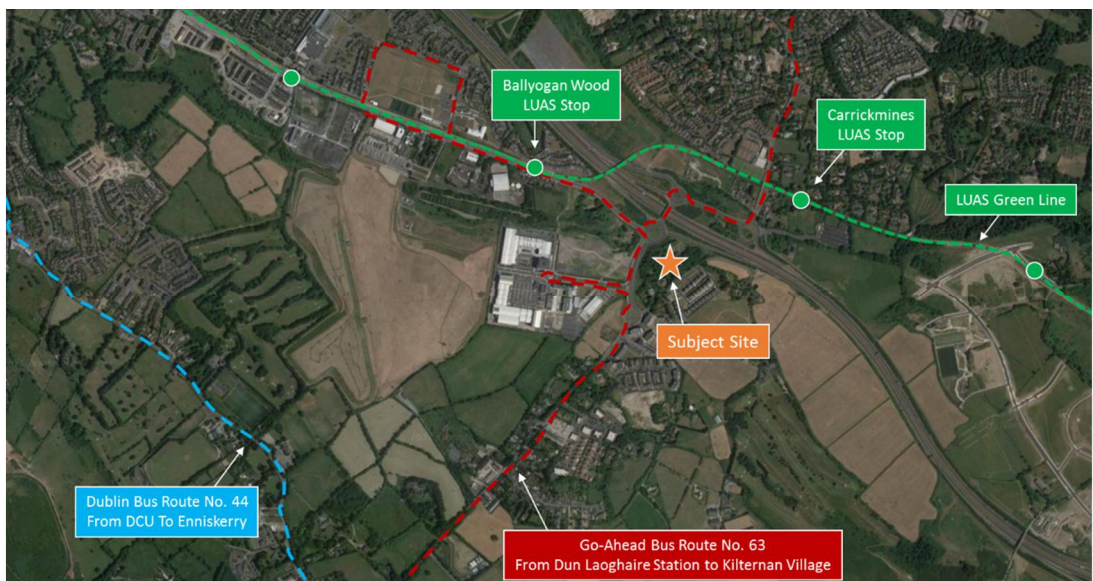 Ballyogan Wood
LUAS Stop
Carrickmines
LUAS Stop
LUAS Green Line
Subject Site
Dublin Bus Route No. 44
From DCU To Enniskerry
Go-Ahead Bus Route No. 63
From Dun Laoghaire Station to Kilternan Village